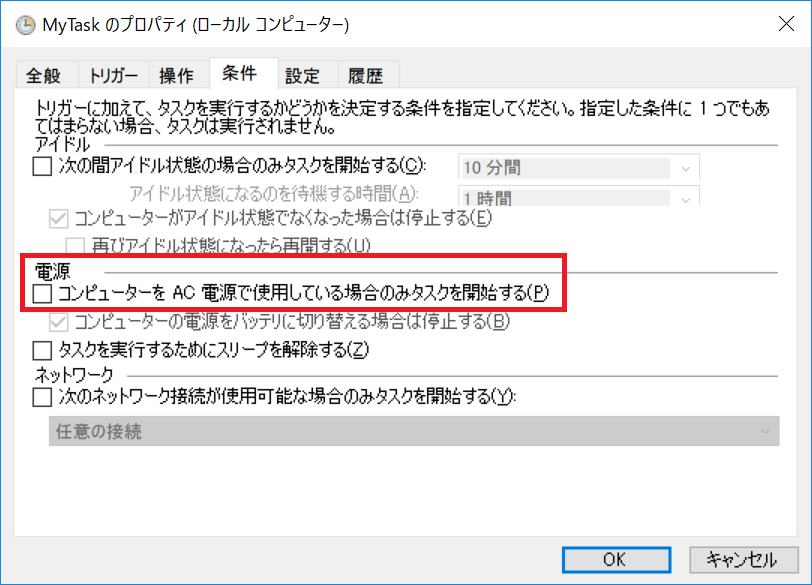 MyTask のプロパティ (ローカル コンピューター)
全般 トリガー 操作 条件 設定 履歴
トリガーに加えて、タスクを実行するかどうかを決定する条件を指定してください。指定した条件に 1 つでもあ
てはまらない場合、タスクは実行されません。
アイドル
次の間アイドル状態の場合のみタスクを開始する(C): 10 分間
アイドル状態になるのを待機する時間(A): 1 時間
コンピューターがアイドル状態でなくなった場合は停止する(E)
再びアイドル状態になったら再開する(U)
電源
コンピューターを AC 電源で使用している場合のみタスクを開始する(P)
コンピューターの電源をバッテリに切り替える場合は停止する(B)
タスクを実行するためにスリープを解除する(Z)
ネットワーク
次のネットワーク接続が使用可能な場合のみタスクを開始する(Y):
任意の接続
OK キャンセル